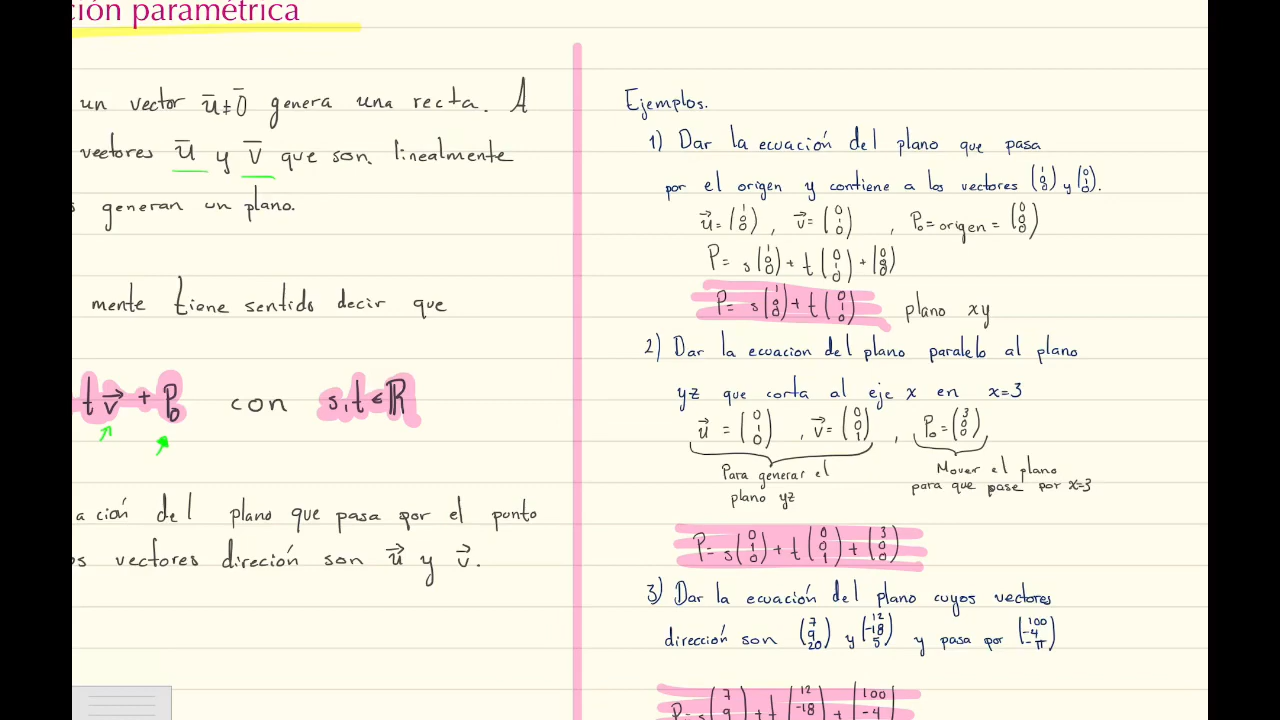 ción paramétrica
un vector ū ≠ 0̄ genera una recta. A
vectores ū y v̄ que son linealmente
s generan un plano.
mente tiene sentido decir que
t v⃗ + P₀ con s,t ∈ ℝ
ación del plano que pasa por el punto
os vectores direción son u⃗ y v⃗.
Ejemplos.
1) Dar la ecuación del plano que pasa
por el origen y contiene a los vectores (1 0 0) y (0 1 0).
u⃗ = (1 0 0), v⃗ = (0 1 0), P₀ = origen = (0 0 0)
P = s(1 0 0) + t(0 1 0) + (0 0 0)
P = s(1 0 0) + t(0 1 0) plano xy
2) Dar la ecuacion del plano paralelo al plano
yz que corta al eje x en x=3
u⃗ = (0 1 0), v⃗ = (0 0 1), P₀ = (3 0 0)
Para generar el
plano yz
Mover el plano
para que pase por x=3
P = s(0 1 0) + t(0 0 1) + (3 0 0)
3) Dar la ecuación del plano cuyos vectores
dirección son (7 9 20) y (12 -18 5) y pasa por (100 -4 -π)
P = s(7 9 + t(12 -18 + (100 -4